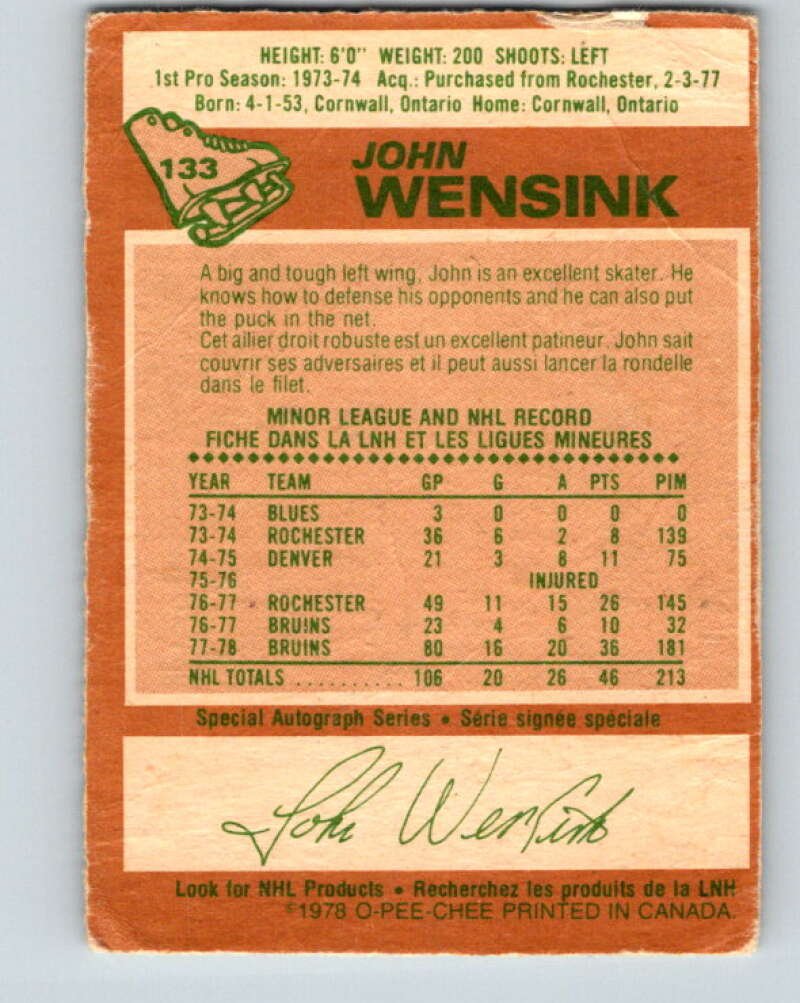 HEIGHT: 6'0" WEIGHT: 200 SHOOTS: LEFT
1st Pro Season: 1973-74 Acq.: Purchased from Rochester, 2-3-77
Born: 4-1-53, Cornwall, Ontario Home: Cornwall, Ontario
133
JOHN
WENSINK
A big and tough left wing, John is an excellent skater. He
knows how to defense his opponents and he can also put
the puck in the net.
Cet ailier droit robuste est un excellent patineur. John sait
couvrir ses adversaires et il peut aussi lancer la rondelle
dans le filet.
MINOR LEAGUE AND NHL RECORD
FICHE DANS LA LNH ET LES LIGUES MINEURES
YEAR TEAM GP G A PTS PIM
73-74 BLUES 3 0 0 0 0
73-74 ROCHESTER 36 6 2 8 139
74-75 DENVER 21 3 8 11 75
75-76 INJURED
76-77 ROCHESTER 49 11 15 26 145
76-77 BRUINS 23 4 6 10 32
77-78 BRUINS 80 16 20 36 181
NHL TOTALS .......... 106 20 26 46 213
Special Autograph Series • Série signée spéciale
John Wensink
Look for NHL Products • Recherchez les produits de la LNH
©1978 O-PEE-CHEE PRINTED IN CANADA.